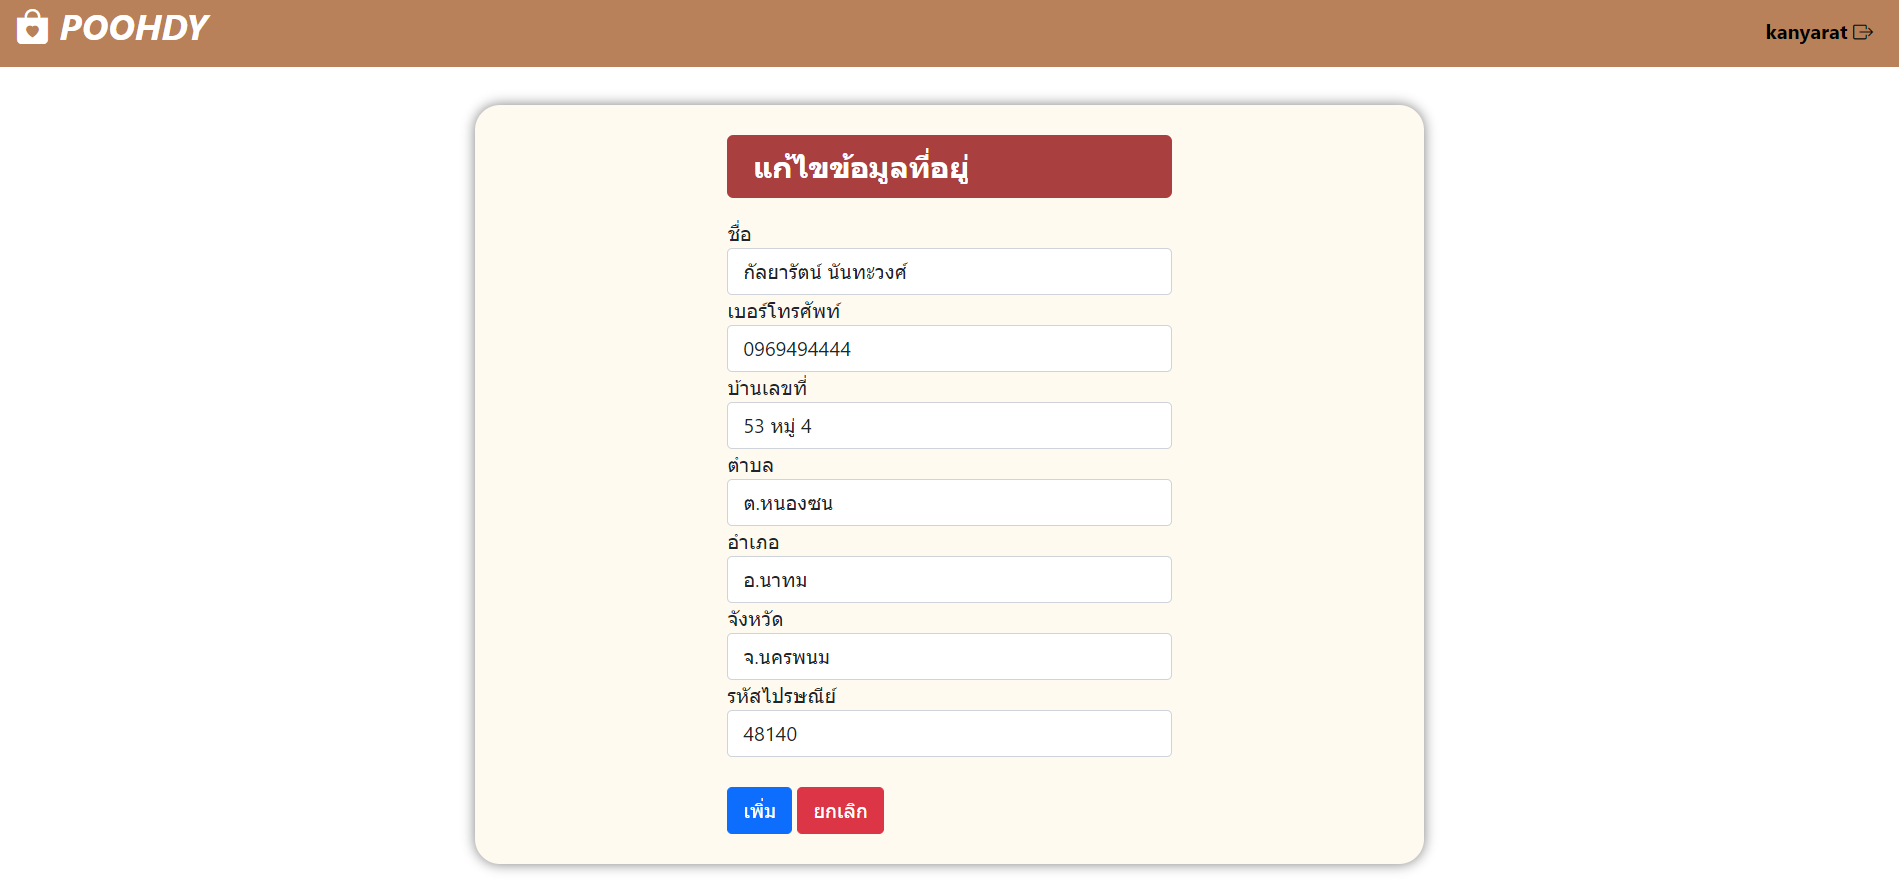 POOHDY
kanyarat
แก้ไขข้อมูลที่อยู่
ชื่อ
กัลยารัตน์ นันทะวงศ์
เบอร์โทรศัพท์
0969494444
บ้านเลขที่
53 หมู่ 4
ตำบล
ต.หนองซน
อำเภอ
อ.นาทม
จังหวัด
จ.นครพนม
รหัสไปรษณีย์
48140
เพิ่ม ยกเลิก